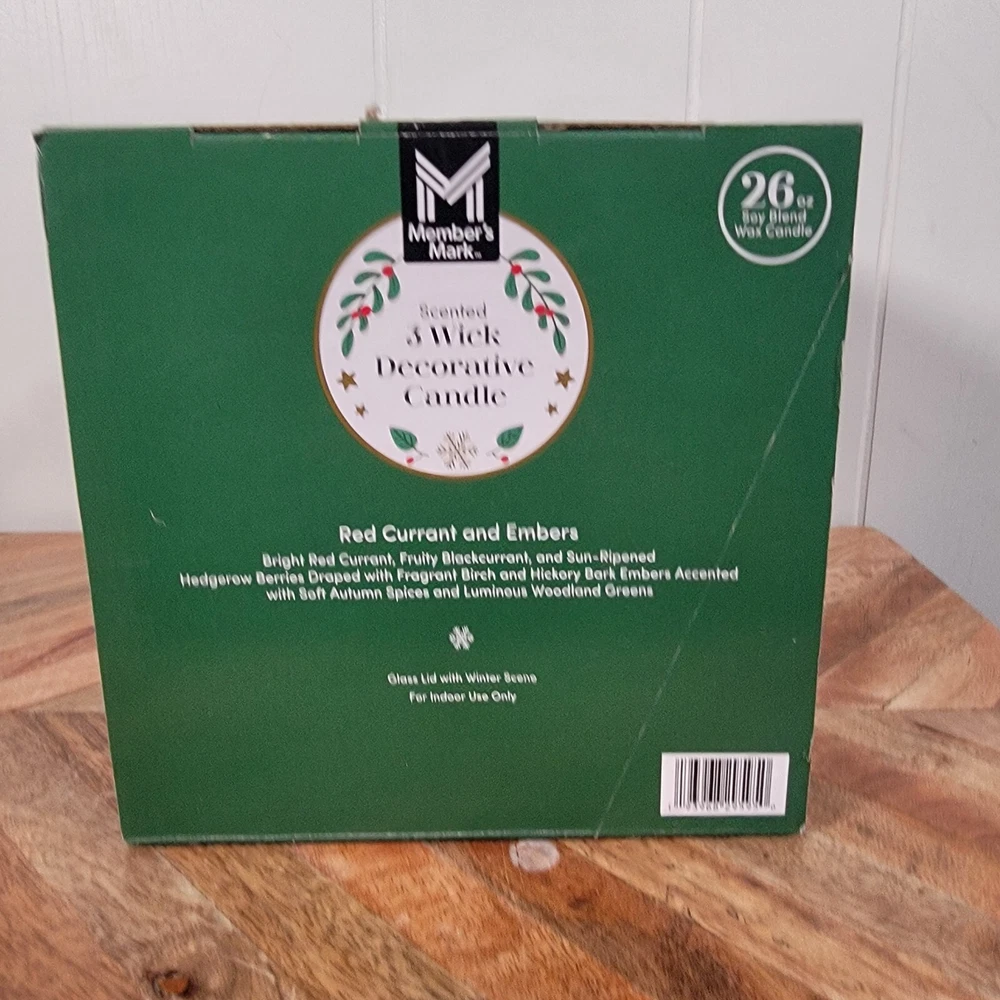 Member's
Mark™
26 oz
Soy Blend
Wax Candle
Scented
3 Wick
Decorative
Candle
Red Currant and Embers
Bright Red Currant, Fruity Blackcurrant, and Sun-Ripened
Hedgerow Berries Draped with Fragrant Birch and Hickory Bark Embers Accented
with Soft Autumn Spices and Luminous Woodland Greens
Glass Lid with Winter Scene
For Indoor Use Only